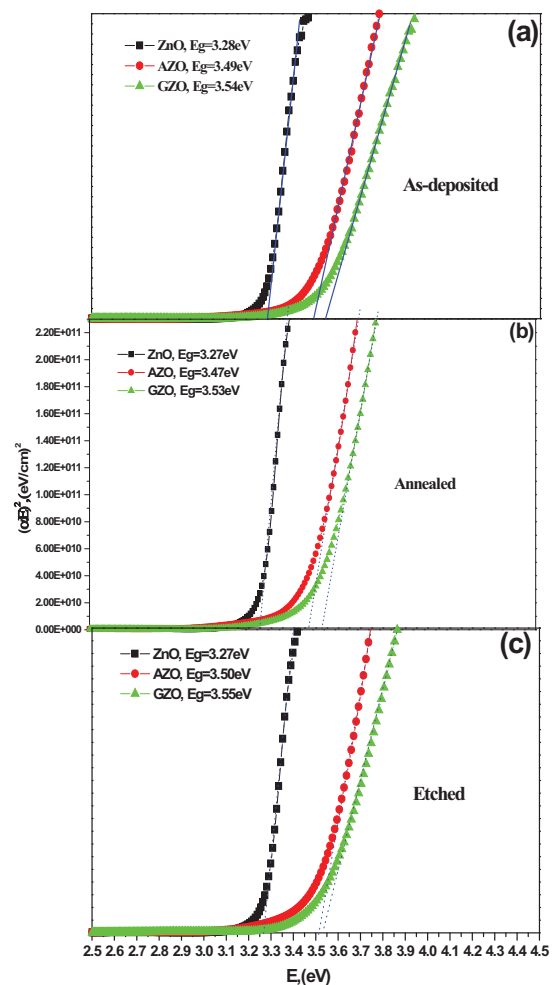 (a)
ZnO, Eg=3.28eV
AZO, Eg=3.49eV
GZO, Eg=3.54eV
As-deposited
(b)
2.20E+011
2.00E+011
1.80E+011
1.60E+011
1.40E+011
1.20E+011
1.00E+011
8.00E+010
6.00E+010
4.00E+010
2.00E+010
0.00E+000
(αE)²,(eV/cm)²
ZnO, Eg=3.27eV
AZO, Eg=3.47eV
GZO, Eg=3.53eV
Annealed
(c)
ZnO, Eg=3.27eV
AZO, Eg=3.50eV
GZO, Eg=3.55eV
Etched
2.5 2.6 2.7 2.8 2.9 3.0 3.1 3.2 3.3 3.4 3.5 3.6 3.7 3.8 3.9 4.0 4.1 4.2 4.3 4.4 4.5
E,(eV)